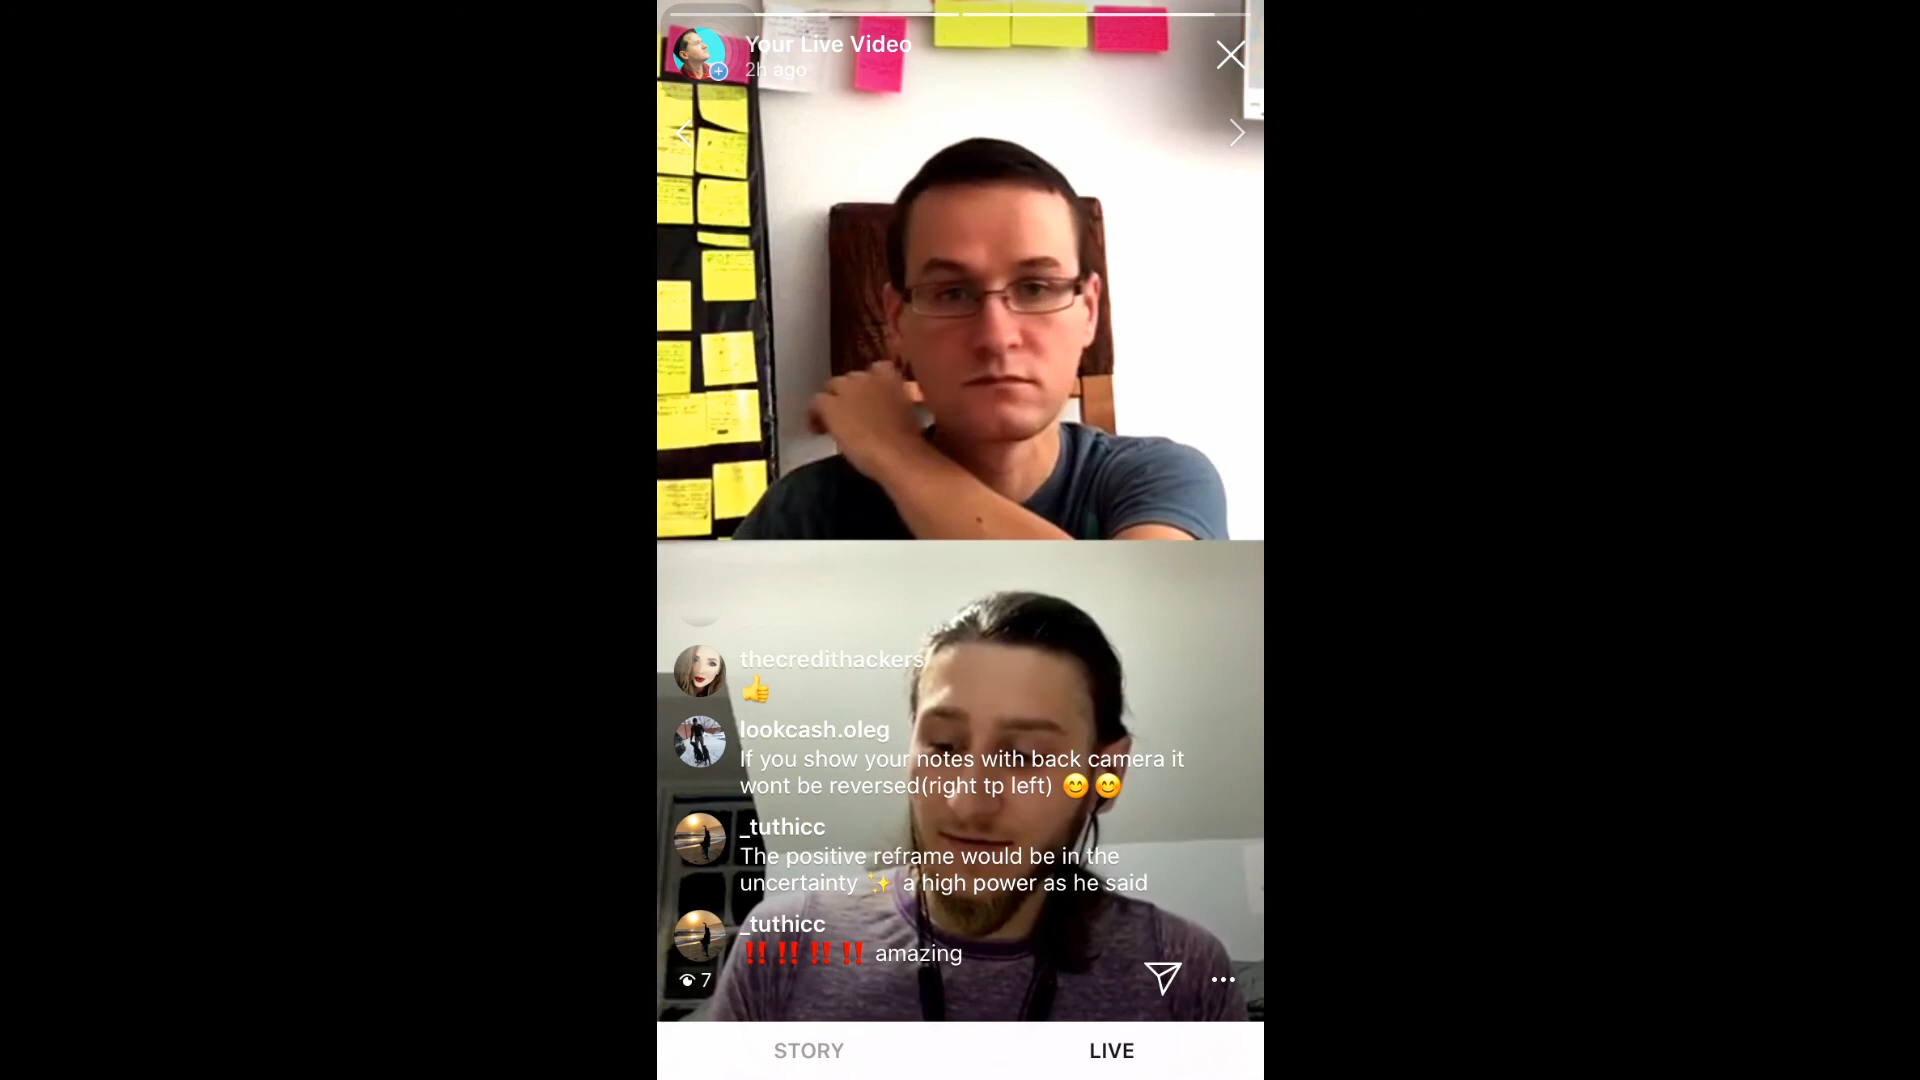 Your Live Video
2h ago
thecredithackers
👍
lookcash.oleg
If you show your notes with back camera it
wont be reversed(right tp left) 😊 😊
_tuthicc
The positive reframe would be in the
uncertainty ✨ a high power as he said
_tuthicc
‼️ ‼️ ‼️ ‼️ amazing
7
STORY
LIVE